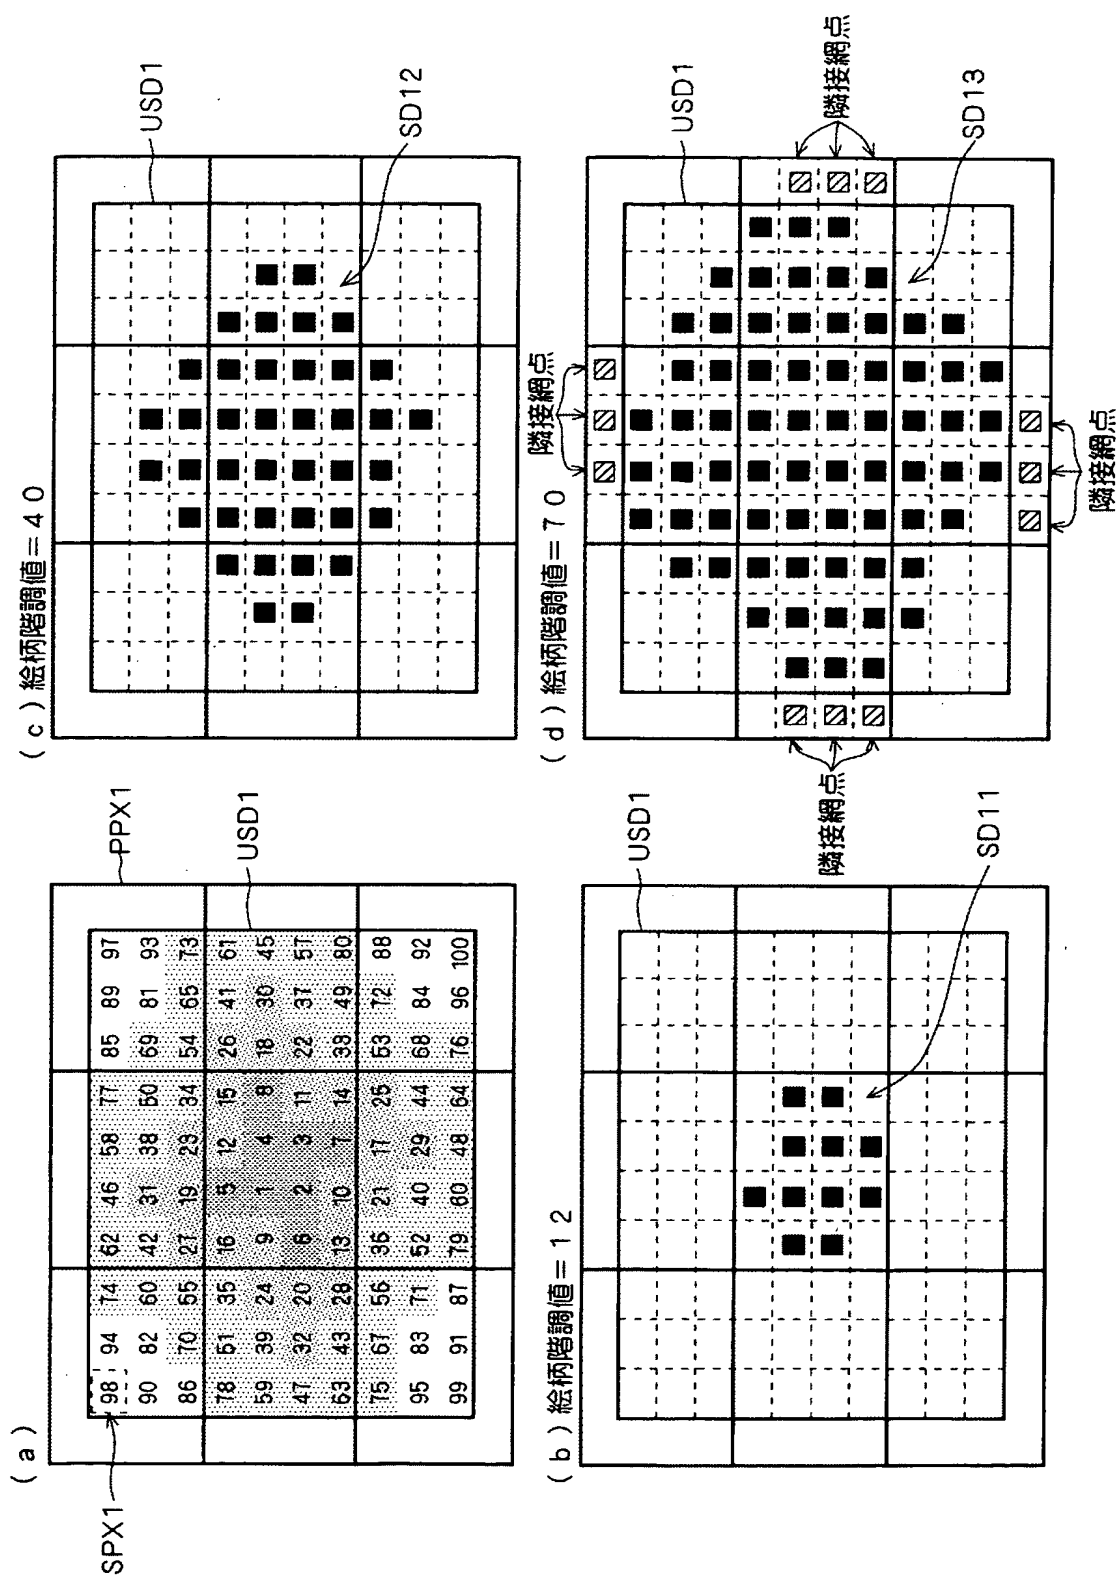 (a)
SPX1
PPX1
USD1
98 94 74 62 46 58 77 85 89 97
90 82 60 42 31 38 50 69 81 93
86 70 55 27 19 23 34 54 65 73
78 51 35 16 5 12 15 26 41 61
59 39 24 9 1 4 8 18 30 45
47 32 20 6 2 3 11 22 37 57
63 43 28 13 10 7 14 33 49 80
75 67 56 36 21 17 25 53 72 88
95 83 71 52 40 29 44 68 84 92
99 91 87 79 60 48 64 76 96 100
(c)絵柄階調値=40
USD1
SD12
(b)絵柄階調値=12
USD1
SD11
(d)絵柄階調値=70
隣接網点
USD1
隣接網点
隣接網点
SD13
隣接網点